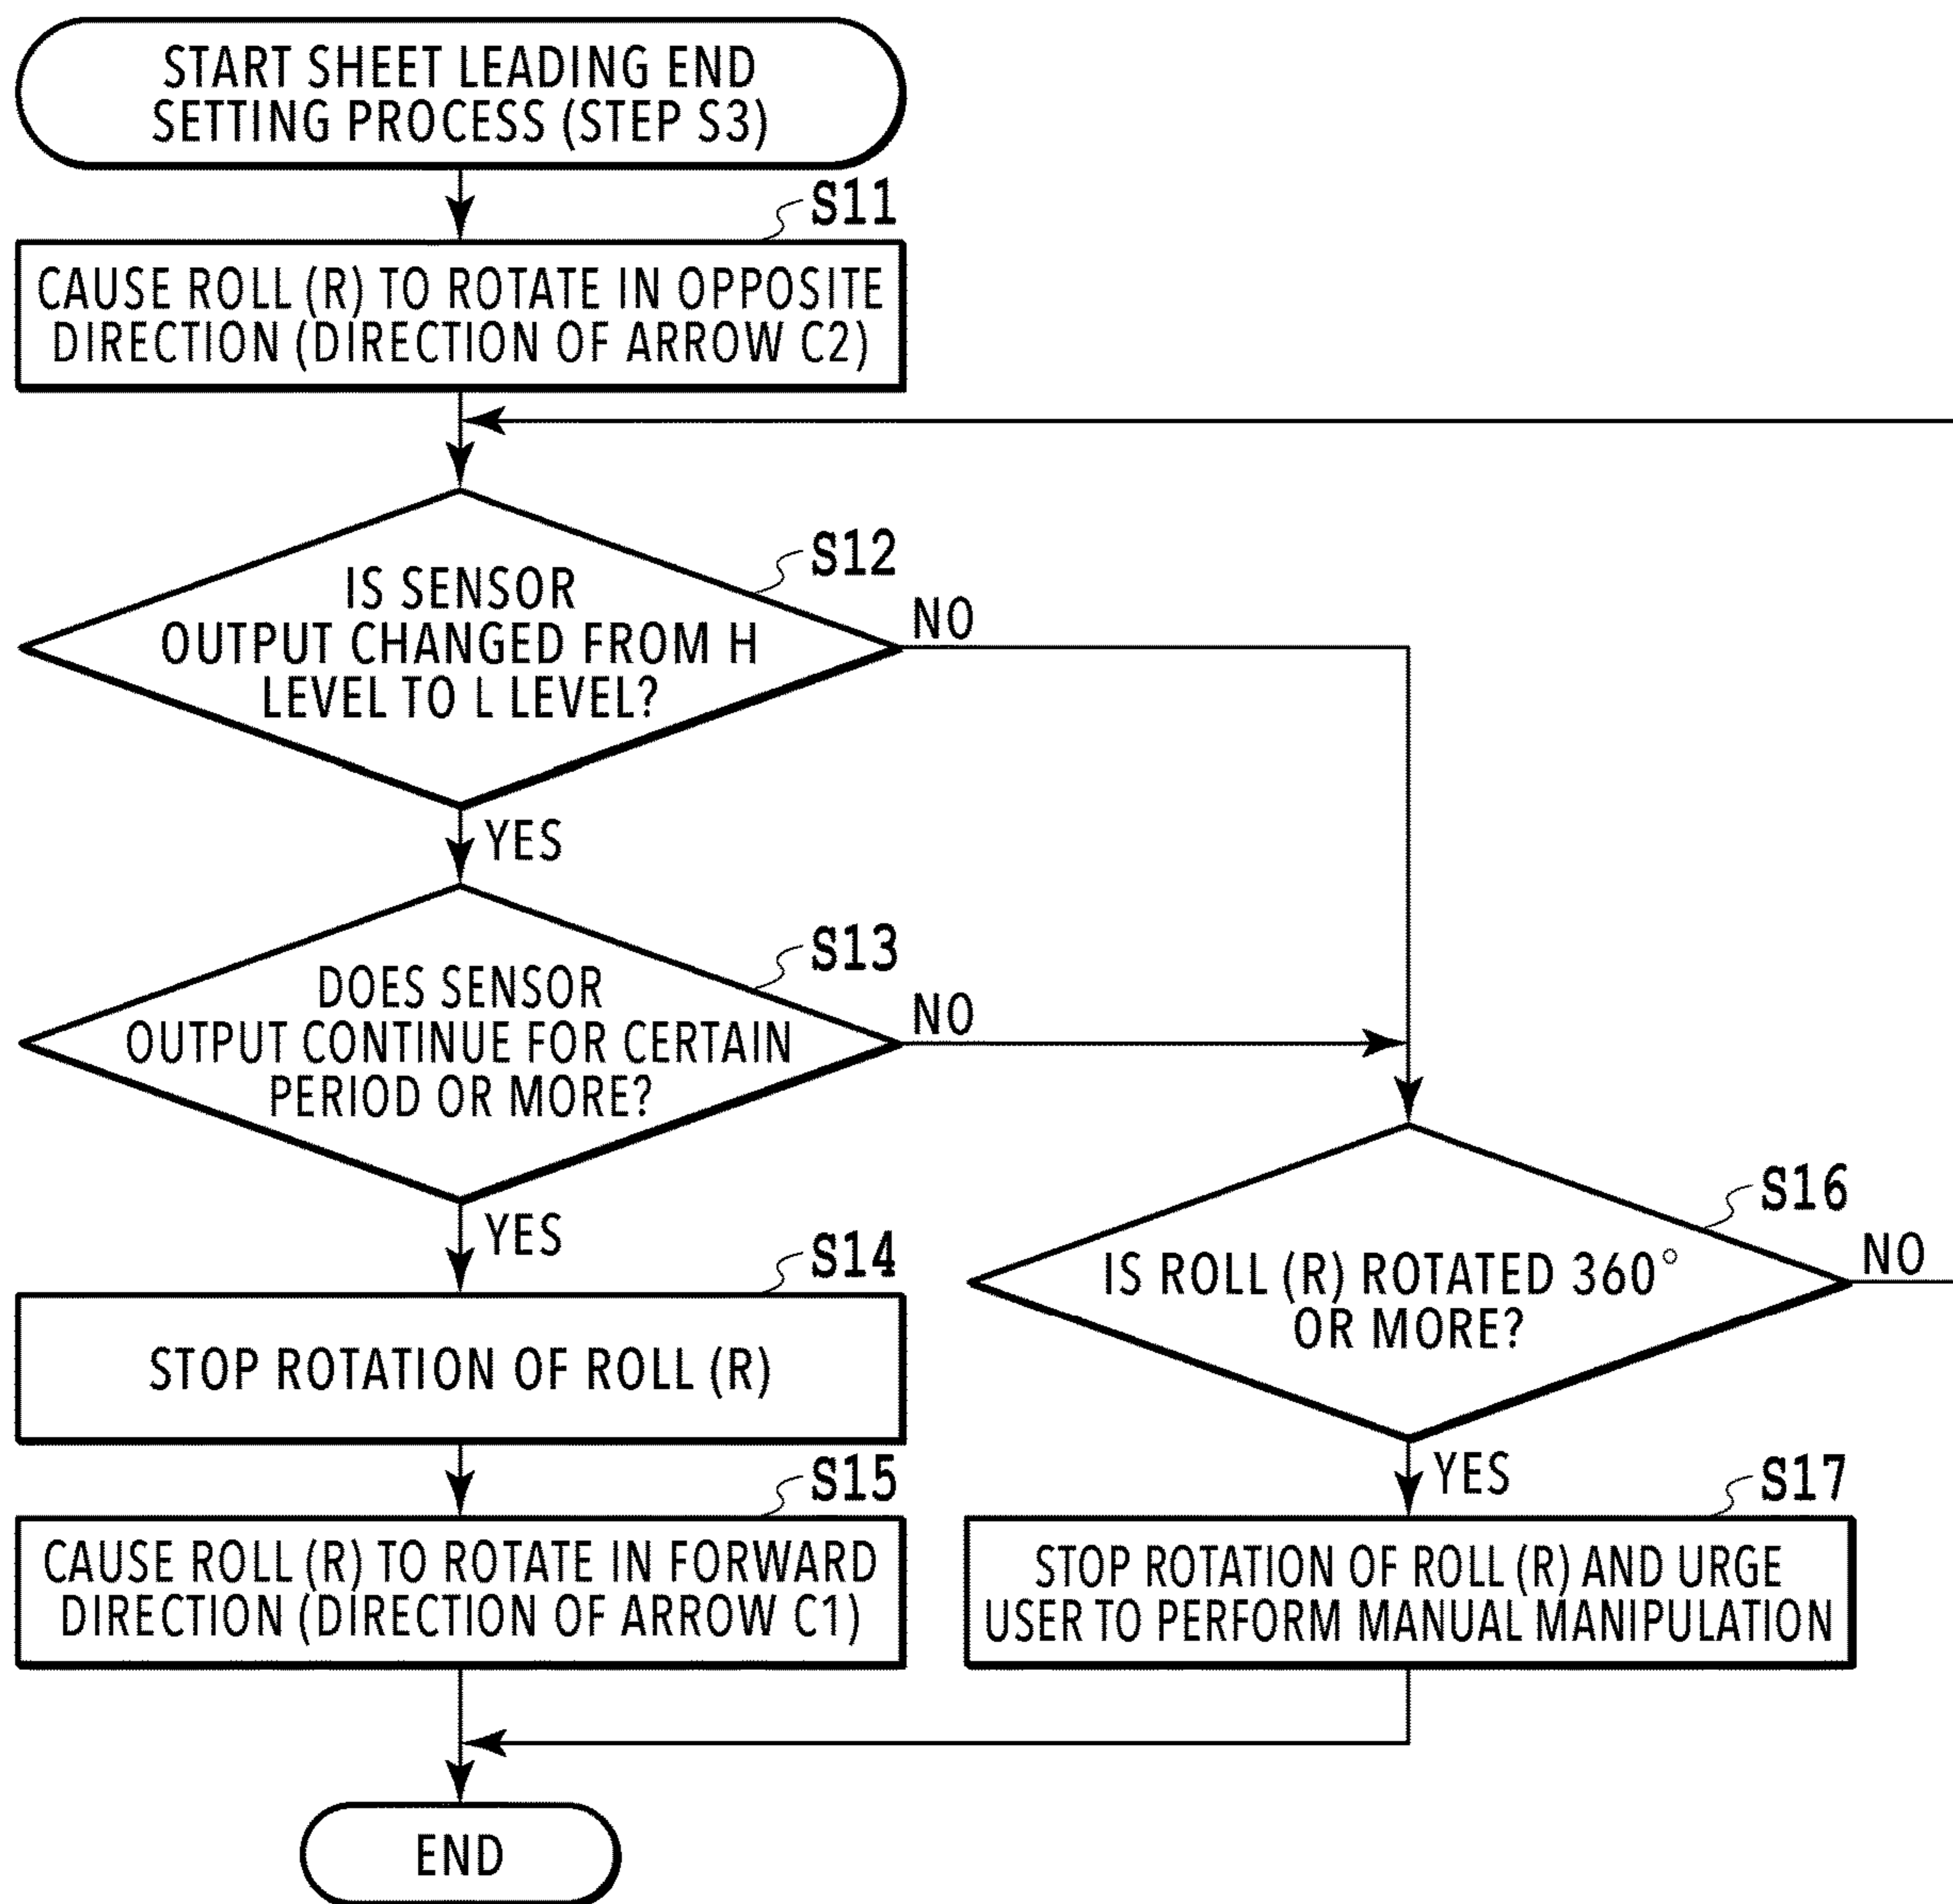 START SHEET LEADING END
SETTING PROCESS (STEP S3)
S11
CAUSE ROLL (R) TO ROTATE IN OPPOSITE
DIRECTION (DIRECTION OF ARROW C2)
S12
IS SENSOR
OUTPUT CHANGED FROM H
LEVEL TO L LEVEL?
NO
YES
S13
DOES SENSOR
OUTPUT CONTINUE FOR CERTAIN
PERIOD OR MORE?
NO
YES
S14
STOP ROTATION OF ROLL (R)
S15
CAUSE ROLL (R) TO ROTATE IN FORWARD
DIRECTION (DIRECTION OF ARROW C1)
S16
IS ROLL (R) ROTATED 360°
OR MORE?
NO
YES
S17
STOP ROTATION OF ROLL (R) AND URGE
USER TO PERFORM MANUAL MANIPULATION
END